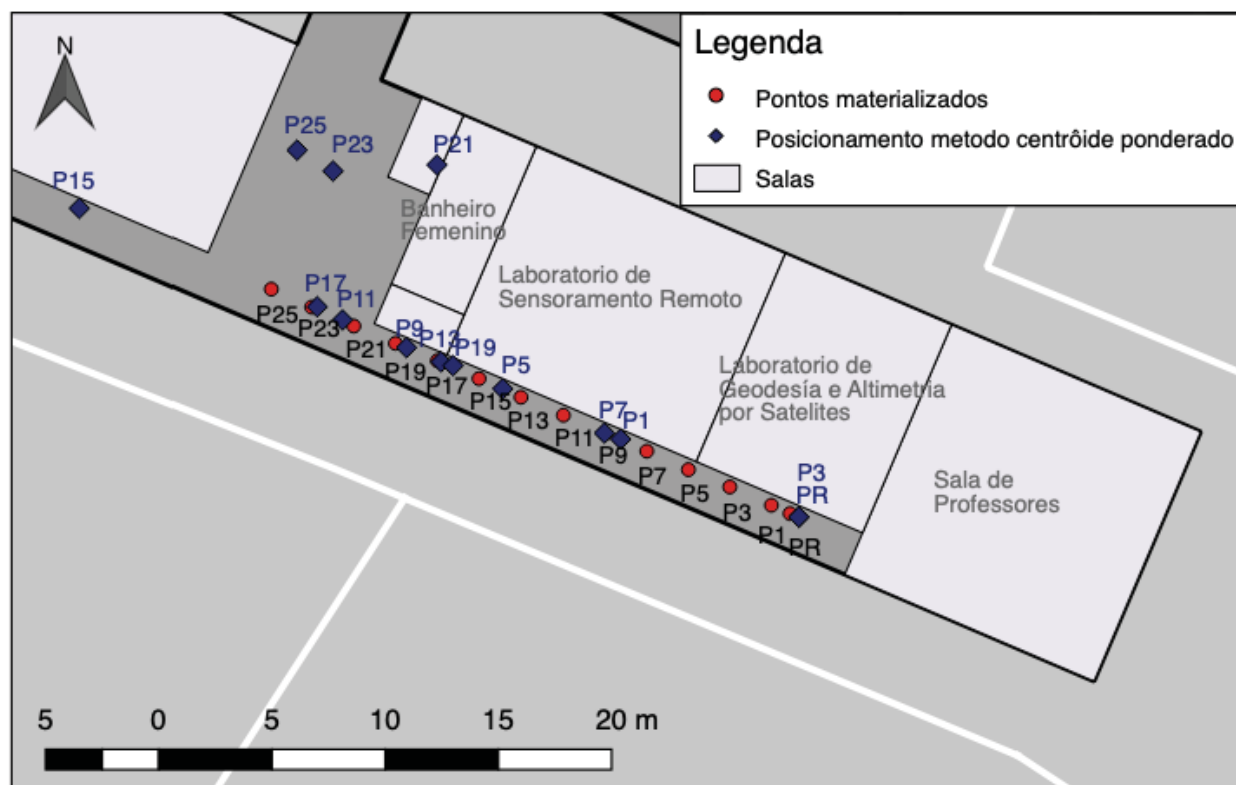 Legenda
Pontos materializados
Posicionamento metodo centrôide ponderado
Salas
N
P25
P23
P21
P15
Banheiro
Femenino
Laboratorio de
Sensoramento Remoto
P17
P11
P25
P23
P21
P9
P13
P19
P5
P19
P17
P15
P13
Laboratorio de
Geodesía e Altimetria
por Satelites
P7
P1
P11
P9
P7
P5
P3
P3
PR
P1
PR
Sala de
Professores
5 0 5 10 15 20 m